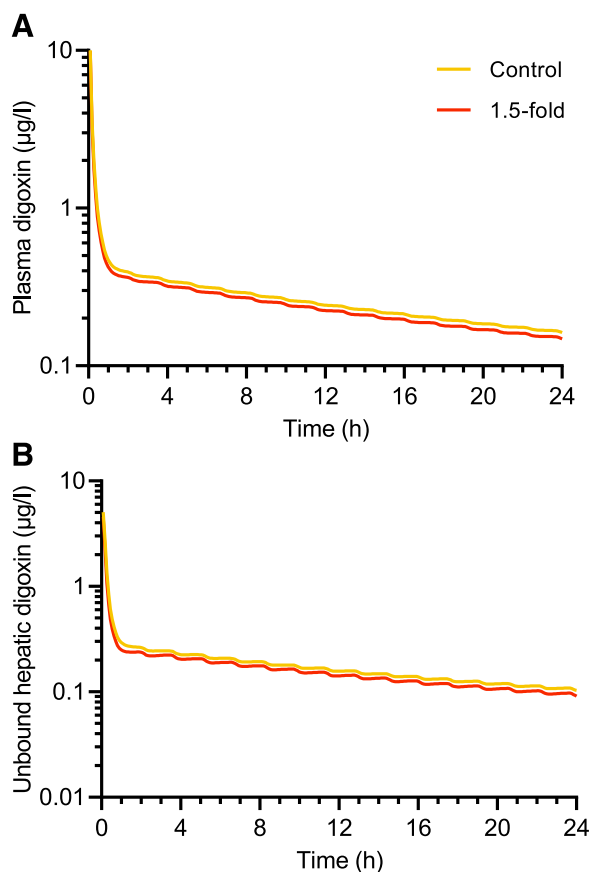 A
Plasma digoxin (µg/l)
10
1
0.1
Control
1.5-fold
0 4 8 12 16 20 24
Time (h)
B
Unbound hepatic digoxin (µg/l)
10
1
0.1
0.01
0 4 8 12 16 20 24
Time (h)